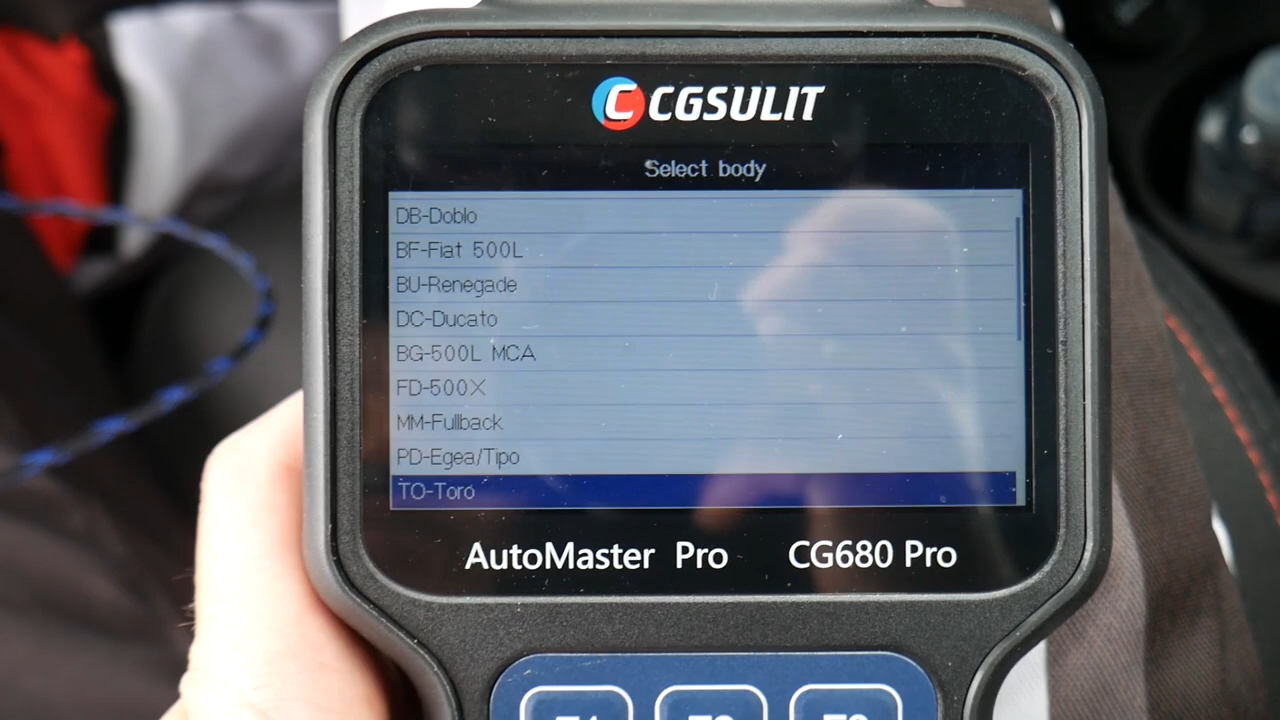 CGSULIT
Select body
DB-Doblo
BF-Fiat 500L
BU-Renegade
DC-Ducato
BG-500L MCA
FD-500X
MM-Fullback
PD-Egea/Tipo
TO-Toro
AutoMaster Pro CG680 Pro